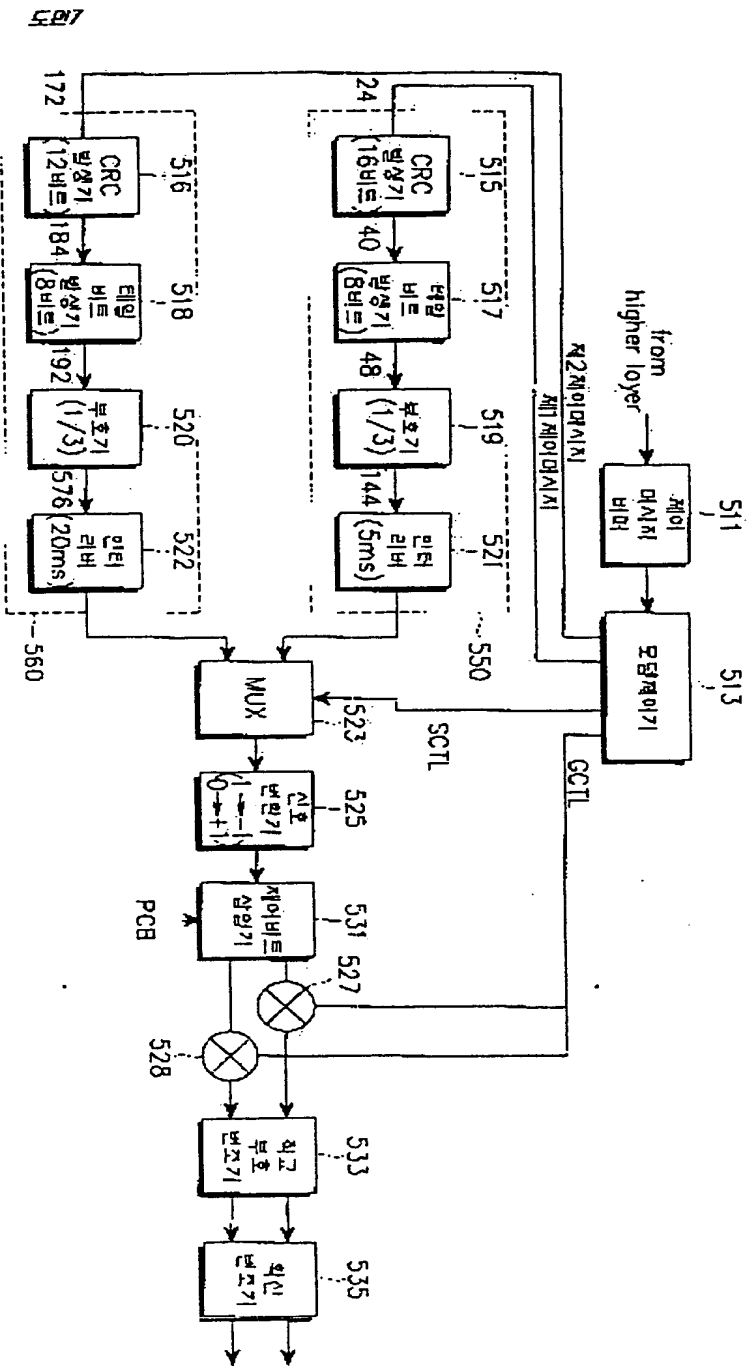 도면7
from
higher layer
제어
메시지
버퍼
511
모뎀제어기
513
제2제어메시지
제1제어메시지
SCTL
GCTL
24
CRC
발생기
(16비트)
515
40
테일
비트
발생기
(8비트)
517
48
부호기
(1/3)
519
144
인터
리버
(5ms)
521
550
172
CRC
발생기
(12비트)
516
184
테일
비트
발생기
(8비트)
518
192
부호기
(1/3)
520
576
인터
리버
(20ms)
522
560
MUX
523
신호
변환기
(1→-1
0→+1)
525
제어비트
삽입기
531
PCB
527
528
직교
부호
변조기
533
확산
변조기
535